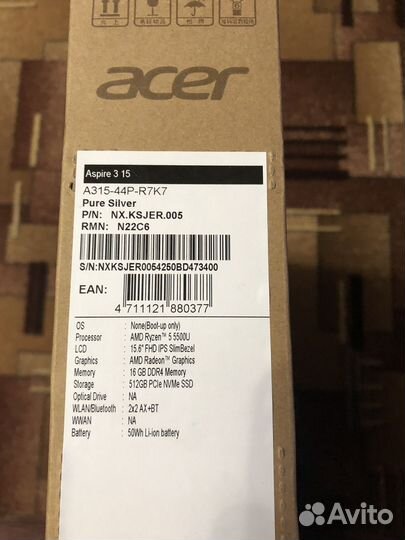 acer
Aspire 3 15
A315-44P-R7K7
Pure Silver
P/N: NX.KSJER.005
RMN: N22C6
S/N:NXKSJER0054250BD473400
EAN:
4 711121 880377
OS : None(Boot-up only)
Processor : AMD Ryzen™ 5 5500U
LCD : 15.6" FHD IPS SlimBezel
Graphics : AMD Radeon™ Graphics
Memory : 16 GB DDR4 Memory
Storage : 512GB PCIe NVMe SSD
Optical Drive : NA
WLAN/Bluetooth : 2x2 AX+BT
WWAN : NA
Battery : 50Wh Li-ion battery
Avito